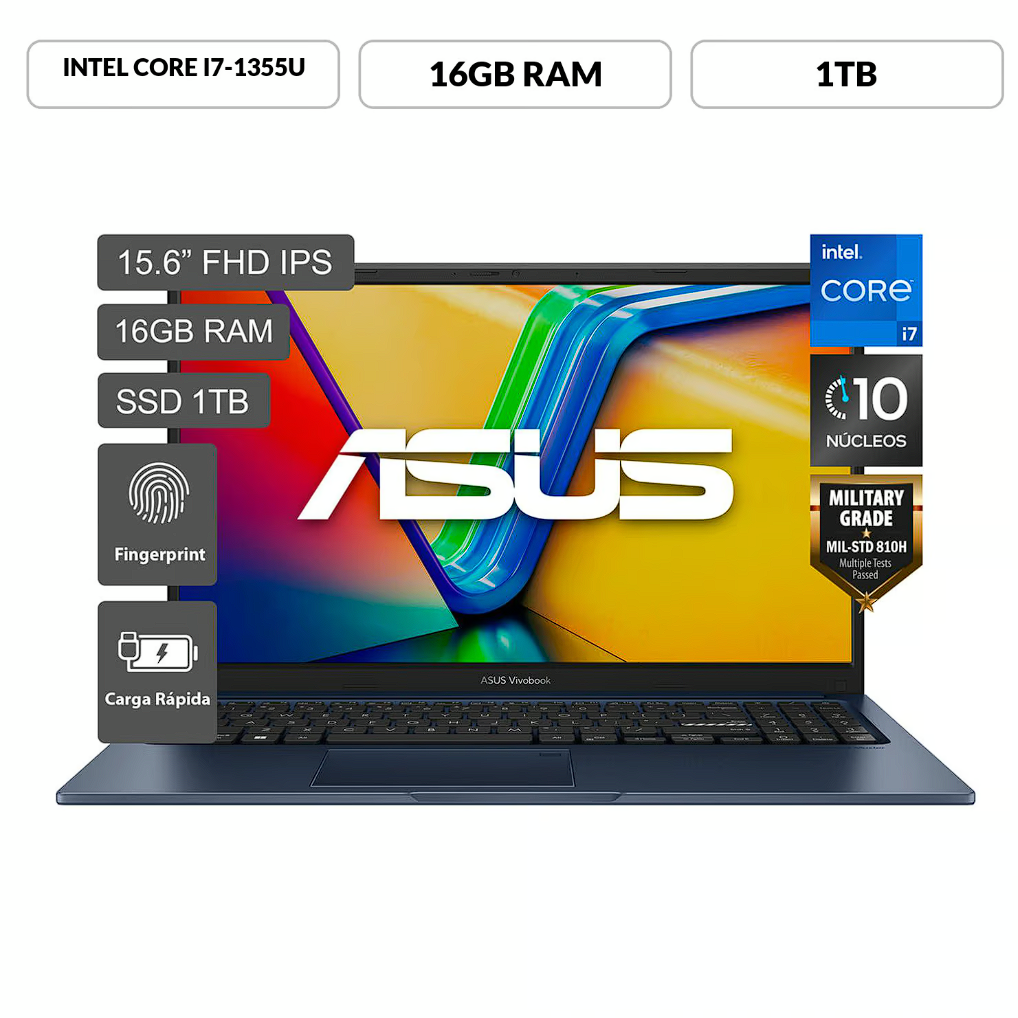 INTEL CORE I7-1355U
16GB RAM
1TB
15.6” FHD IPS
16GB RAM
SSD 1TB
Fingerprint
Carga Rápida
ASUS
intel.
CORE
i7
10
NÚCLEOS
MILITARY
GRADE
MIL-STD 810H
Multiple Tests
Passed
ASUS Vivobook